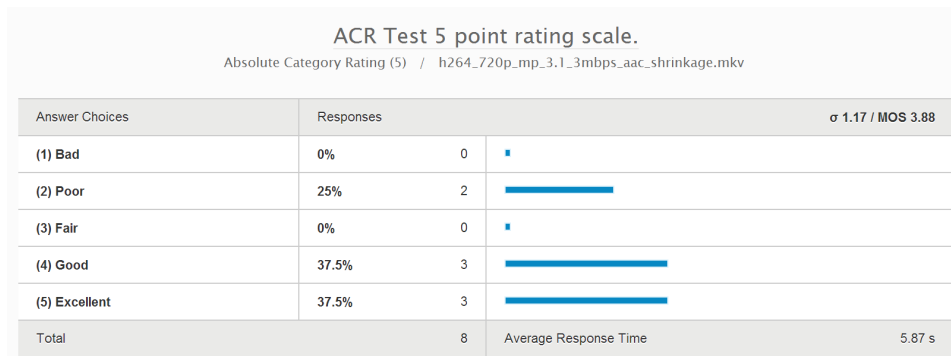 ACR Test 5 point rating scale.
Absolute Category Rating (5) / h264_720p_mp_3.1_3mbps_aac_shrinkage.mkv
Answer Choices Responses σ 1.17 / MOS 3.88
(1) Bad 0% 0
(2) Poor 25% 2
(3) Fair 0% 0
(4) Good 37.5% 3
(5) Excellent 37.5% 3
Total 8 Average Response Time 5.87 s